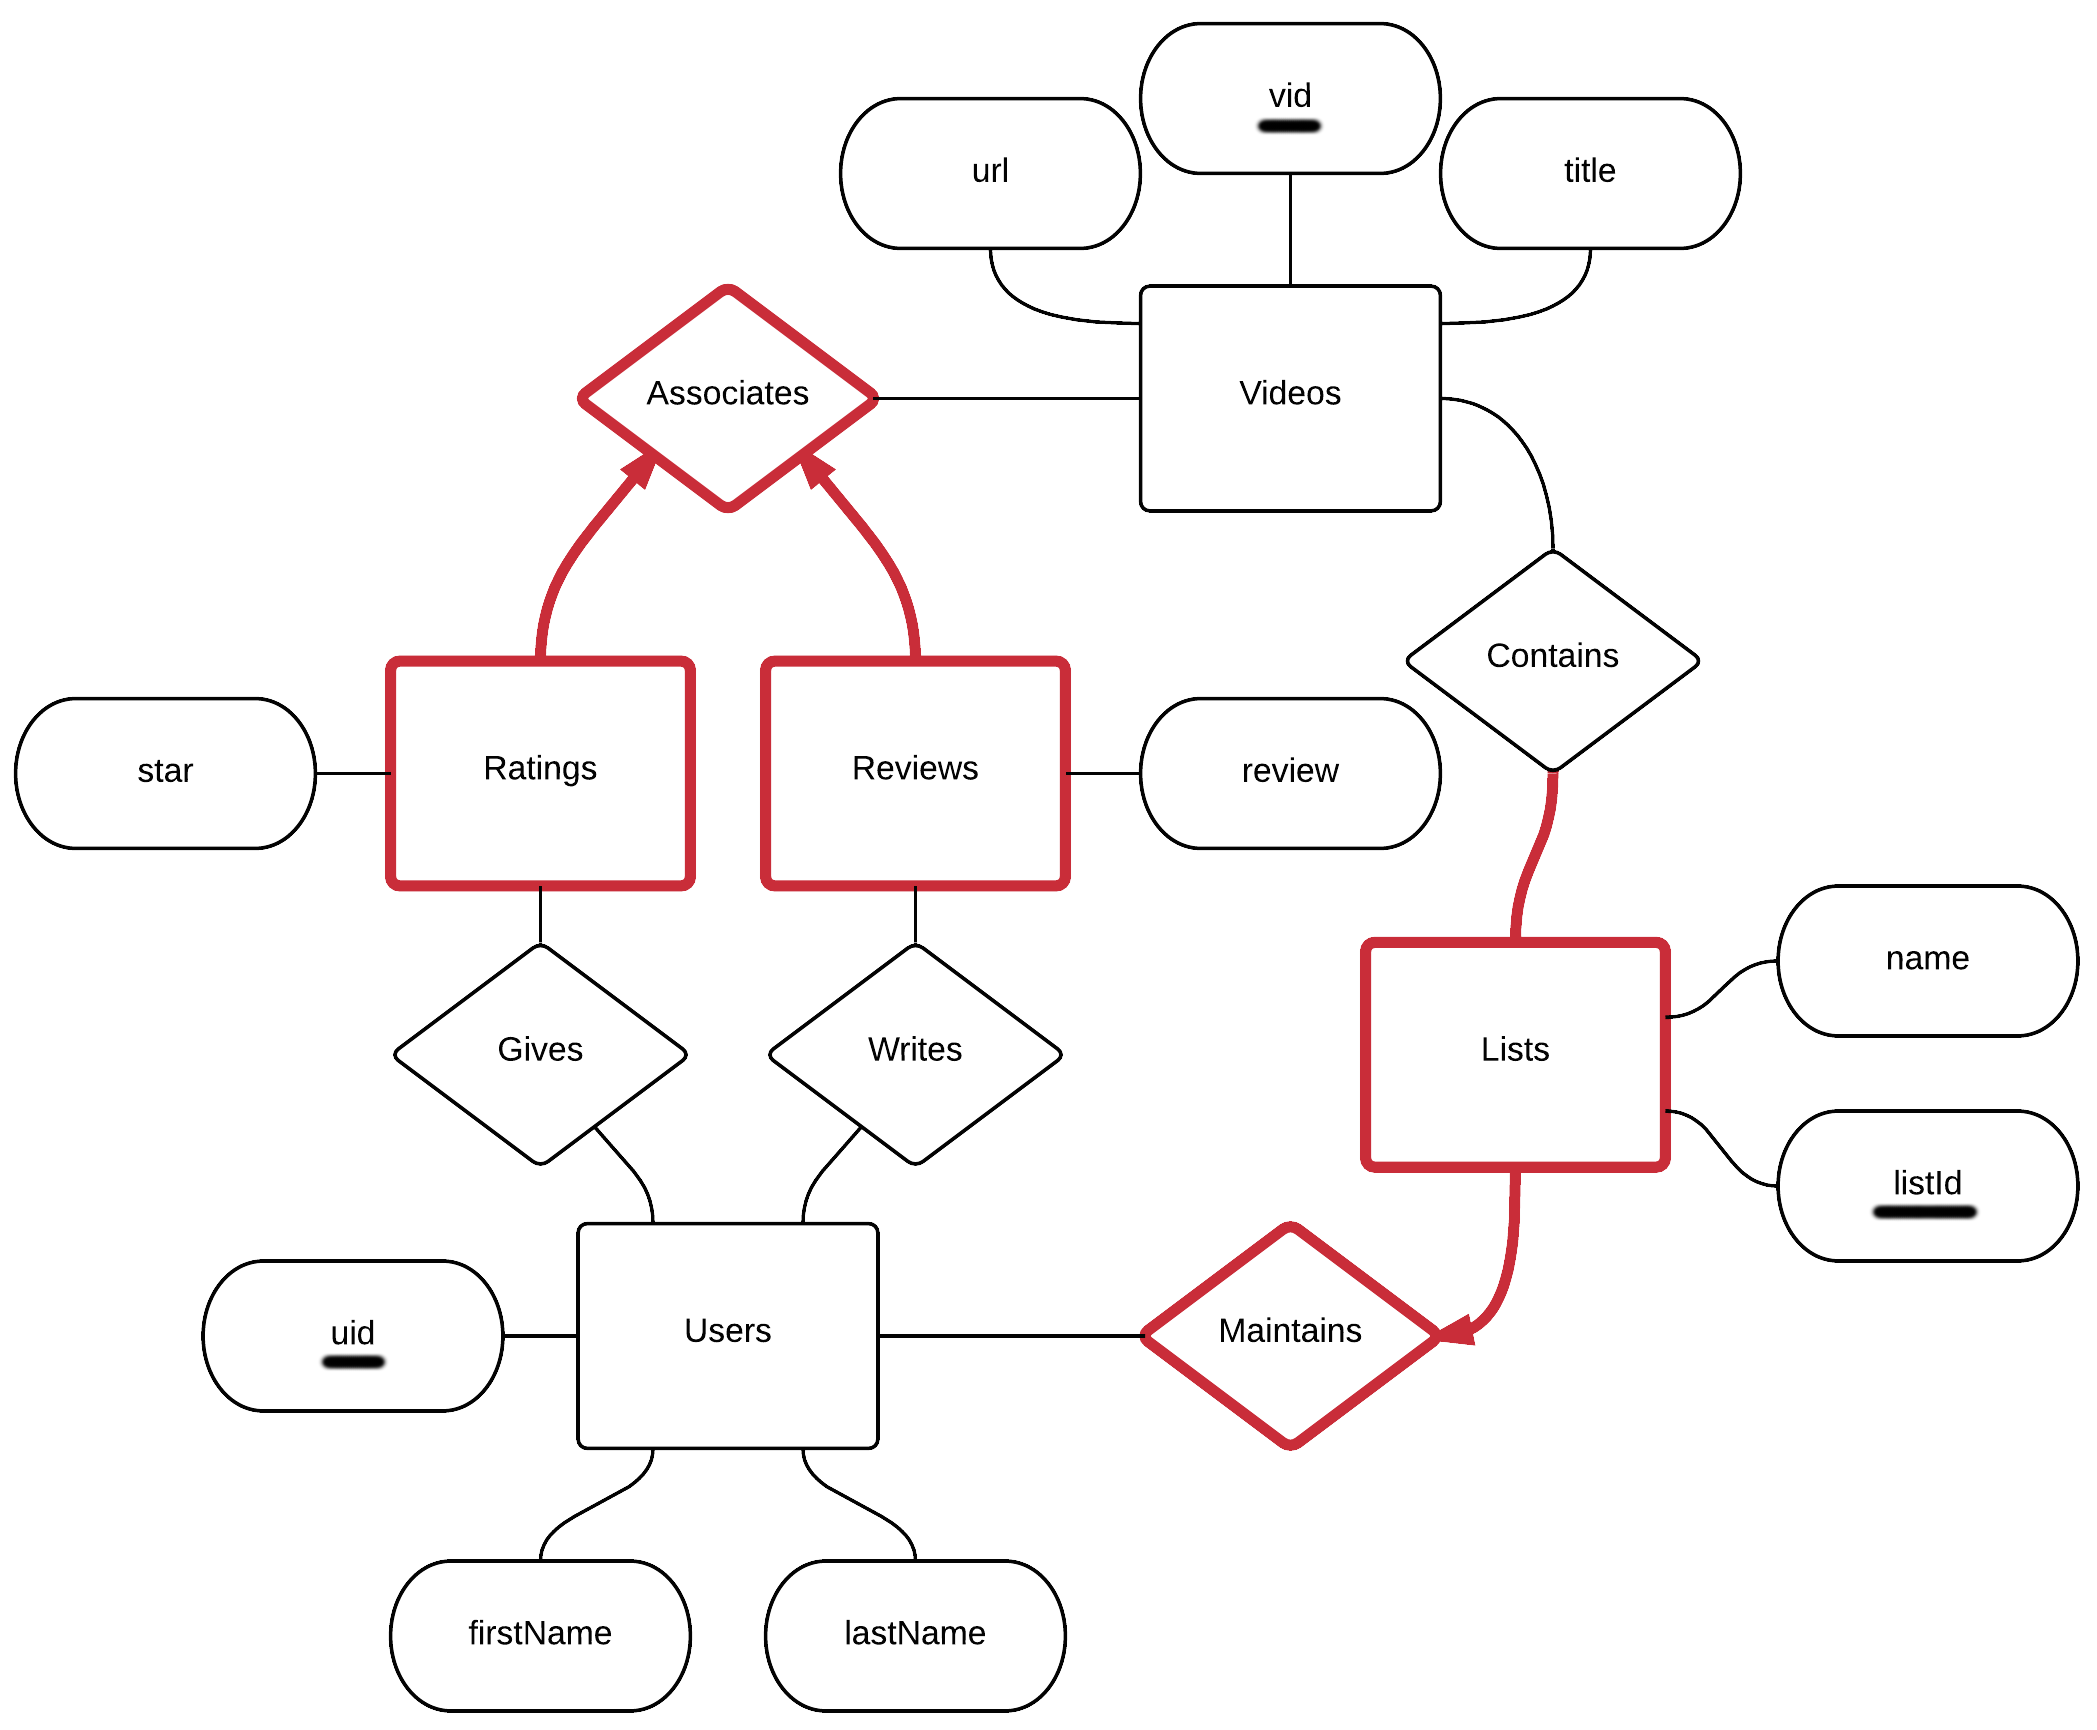 vid
url
title
Associates
Videos
Contains
star
Ratings
Reviews
review
name
Gives
Writes
Lists
listId
uid
Users
Maintains
firstName
lastName